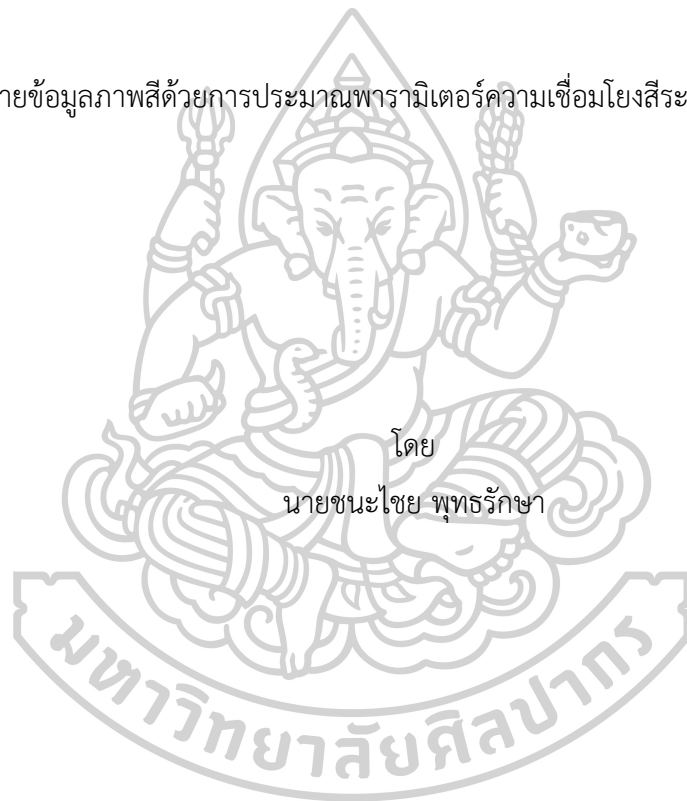 ายข้อมูลภาพสีด้วยการประมาณพารามิเตอร์ความเชื่อมโยงสีระ
โดย
นายชนะไชย พุทธรักษา
มหาวิทยาลัยศิลปากร